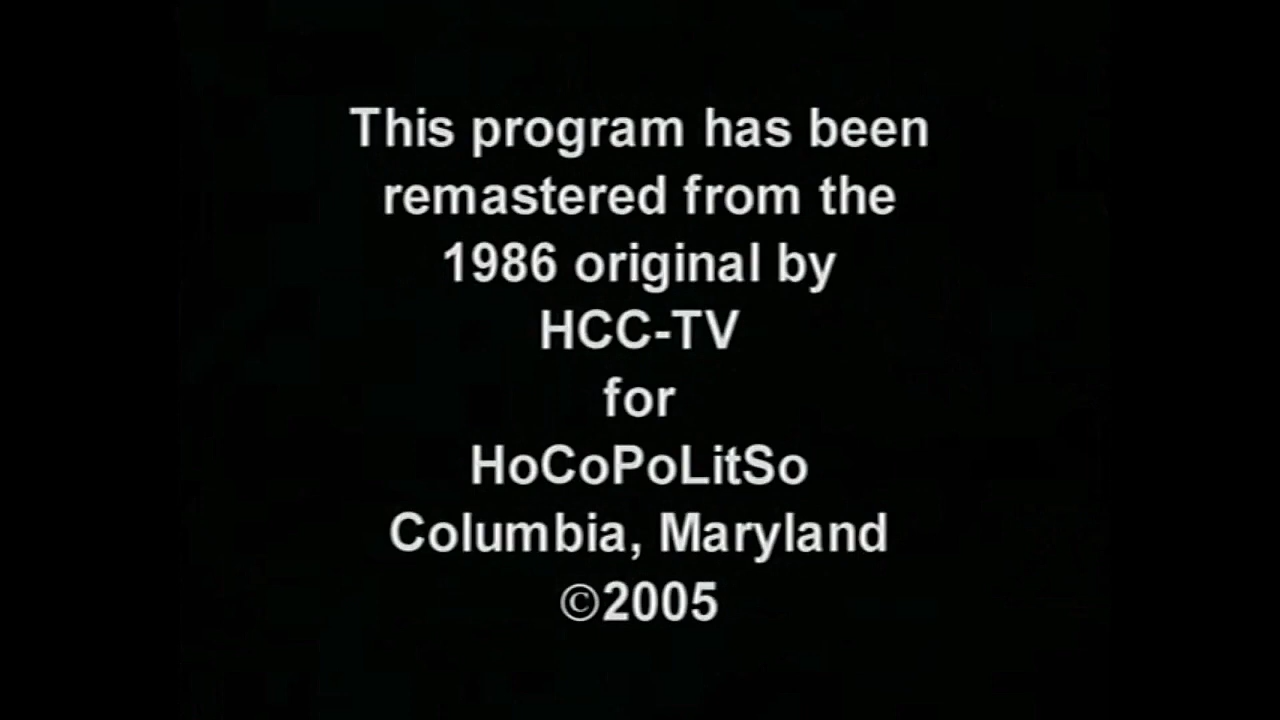 This program has been
remastered from the
1986 original by
HCC-TV
for
HoCoPoLitSo
Columbia, Maryland
©2005